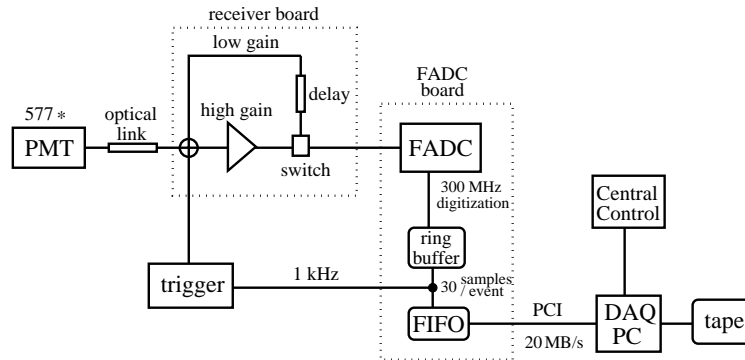 receiver board
low gain
FADC
board
delay
577 *
optical
link
high gain
PMT
switch
FADC
300 MHz
digitization
Central
Control
ring
buffer
trigger
1 kHz
30 samples
/ event
FIFO
PCI
20 MB/s
DAQ
PC
tape